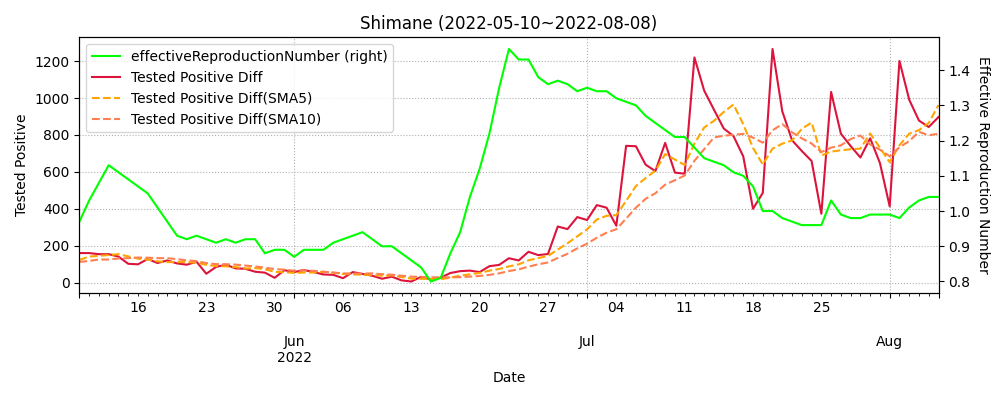 Shimane (2022-05-10~2022-08-08)
effectiveReproductionNumber (right)
Tested Positive Diff
Tested Positive Diff(SMA5)
Tested Positive Diff(SMA10)
Tested Positive
1200
1000
800
600
400
200
0
Effective Reproduction Number
1.4
1.3
1.2
1.1
1.0
0.9
0.8
16 23 30 06 13 20 27 04 11 18 25
Jun Jul Aug
2022
Date